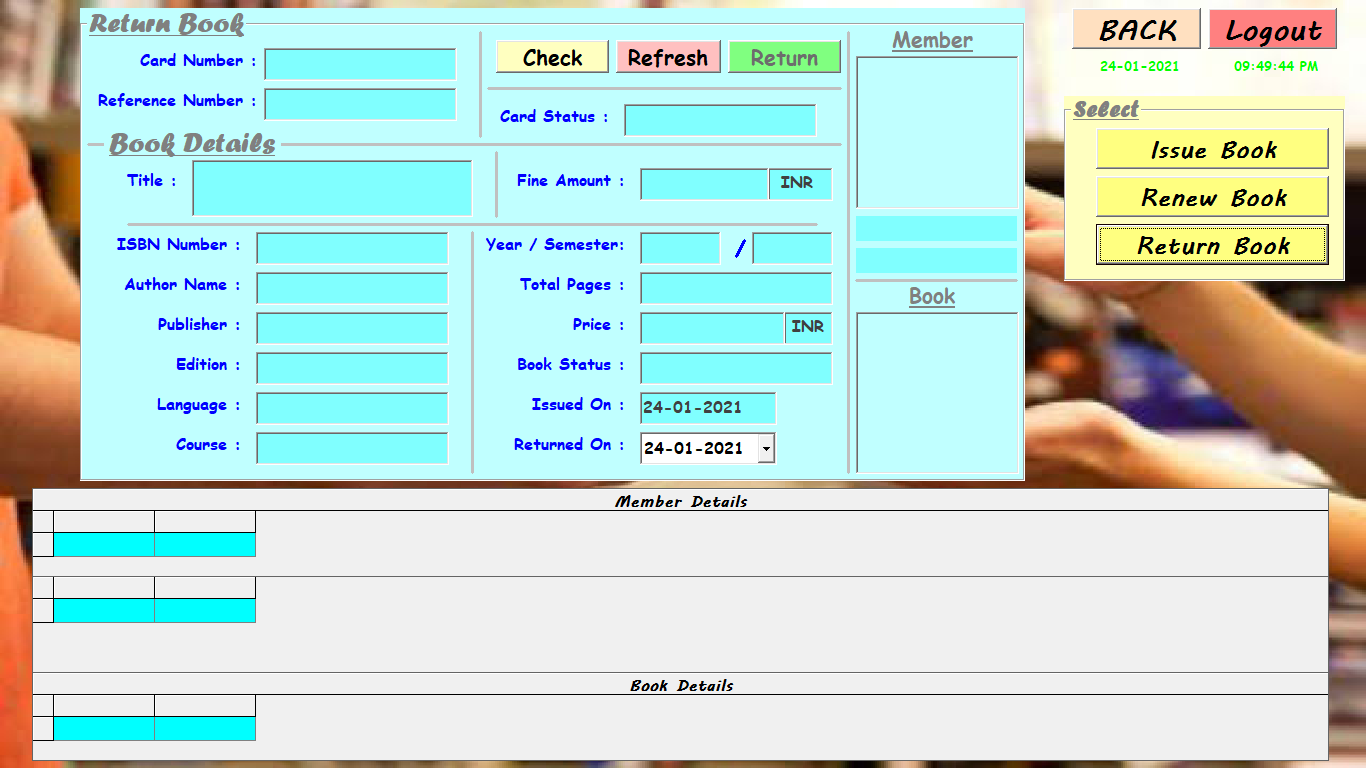 Return Book
Card Number :
Reference Number :
Check
Refresh
Return
Card Status :
Member
Book Details
Title :
Fine Amount :
INR
ISBN Number :
Year / Semester:
/
Author Name :
Total Pages :
Publisher :
Price :
INR
Edition :
Book Status :
Language :
Issued On :
24-01-2021
Course :
Returned On :
24-01-2021
Book
BACK
Logout
24-01-2021
09:49:44 PM
Select
Issue Book
Renew Book
Return Book
Member Details
Book Details